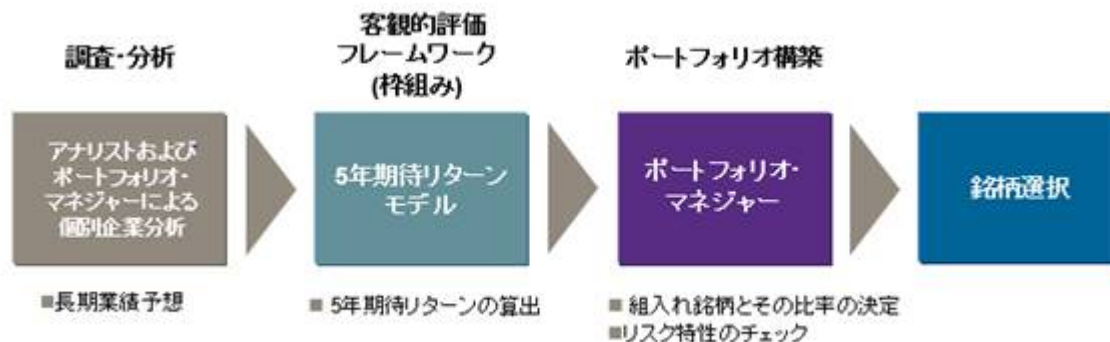 調査･分析
客観的評価
フレームワーク
(枠組み)
ポートフォリオ構築
アナリストおよび
ポートフォリオ･
マネジャーによる
個別企業分析
5年期待リターン
モデル
ポートフォリオ･
マネジャー
銘柄選択
■長期業績予想
■ 5年期待リターンの算出
■ 組入れ銘柄とその比率の決定
■リスク特性のチェック